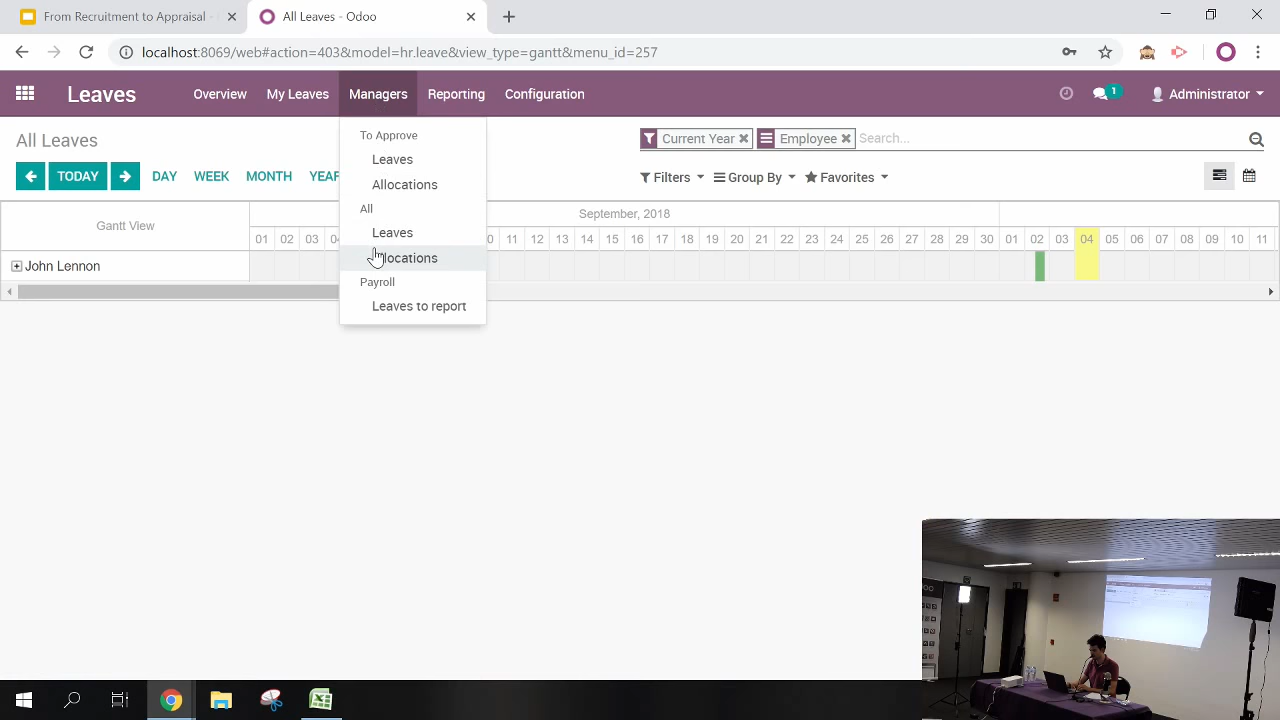 From Recruitment to Appraisal -
All Leaves - Odoo
localhost:8069/web#action=403&model=hr.leave&view_type=gantt&menu_id=257
Leaves
Overview
My Leaves
Managers
Reporting
Configuration
1
Administrator
All Leaves
Current Year
Employee
Search...
TODAY
DAY
WEEK
MONTH
YEAR
Filters
Group By
Favorites
To Approve
Leaves
Allocations
All
Leaves
Allocations
Payroll
Leaves to report
Gantt View
September, 2018
01 02 03 11 12 13 14 15 16 17 18 19 20 21 22 23 24 25 26 27 28 29 30 01 02 03 04 05 06 07 08 09 10 11
John Lennon